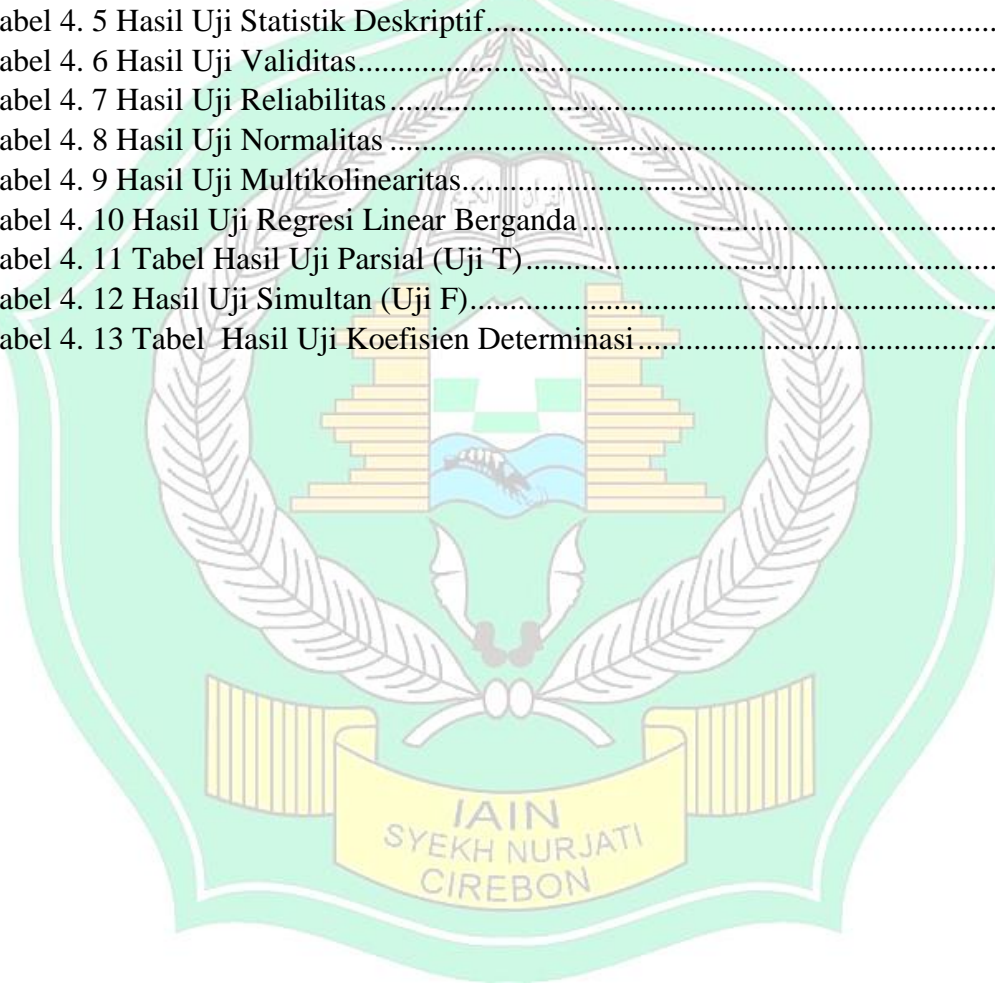 abel 4. 5 Hasil Uji Statistik Deskriptif....................................................................
abel 4. 6 Hasil Uji Validitas....................................................................................
abel 4. 7 Hasil Uji Reliabilitas................................................................................
abel 4. 8 Hasil Uji Normalitas ................................................................................
abel 4. 9 Hasil Uji Multikolinearitas.......................................................................
abel 4. 10 Hasil Uji Regresi Linear Berganda ........................................................
abel 4. 11 Tabel Hasil Uji Parsial (Uji T)...............................................................
abel 4. 12 Hasil Uji Simultan (Uji F)......................................................................
abel 4. 13 Tabel  Hasil Uji Koefisien Determinasi.................................................
IAIN
SYEKH NURJATI
CIREBON